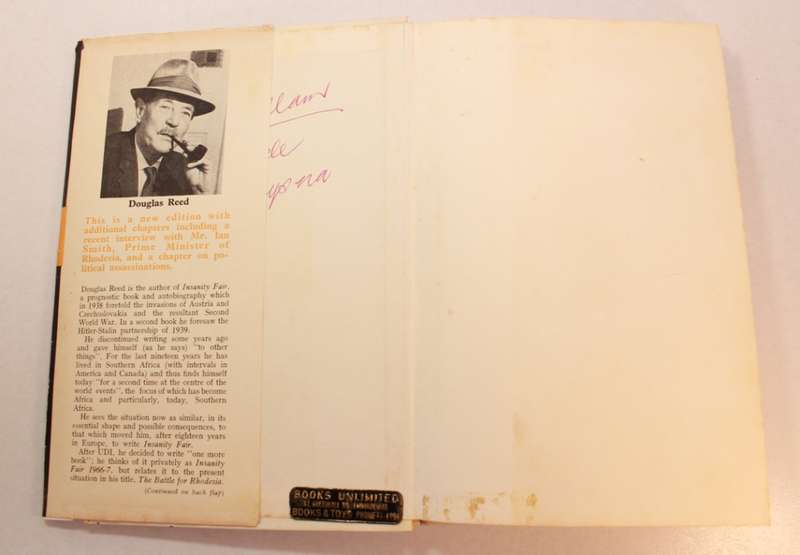 Douglas Reed
This is a new edition with
additional chapters including a
recent interview with Mr. Ian
Smith, Prime Minister of
Rhodesia, and a chapter on po-
litical assassinations.
Douglas Reed is the author of Insanity Fair,
a prognostic book and autobiography which
in 1938 foretold the invasions of Austria and
Czechoslovakia and the resultant Second
World War. In a second book he foresaw the
Hitler-Stalin partnership of 1939.
He discontinued writing some years ago
and gave himself (as he says) "to other
things". For the last nineteen years he has
lived in Southern Africa (with intervals in
America and Canada) and thus finds himself
today "for a second time at the centre of the
world events", the focus of which has become
Africa and particularly, today, Southern
Africa.
He sees the situation now as similar, in its
essential shape and possible consequences, to
that which moved him, after eighteen years
in Europe, to write Insanity Fair.
After UDI, he decided to write "one more
book"; he thinks of it privately as Insanity
Fair 1966-7, but relates it to the present
situation in his title, The Battle for Rhodesia.
(Continued on back flap)
BOOKS UNLIMITED
BOOKS & TOYS